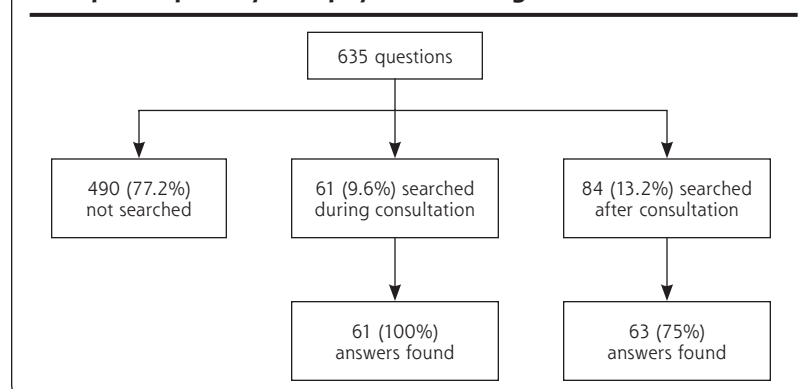 635 questions
490 (77.2%)
not searched
61 (9.6%) searched
during consultation
84 (13.2%) searched
after consultation
61 (100%)
answers found
63 (75%)
answers found